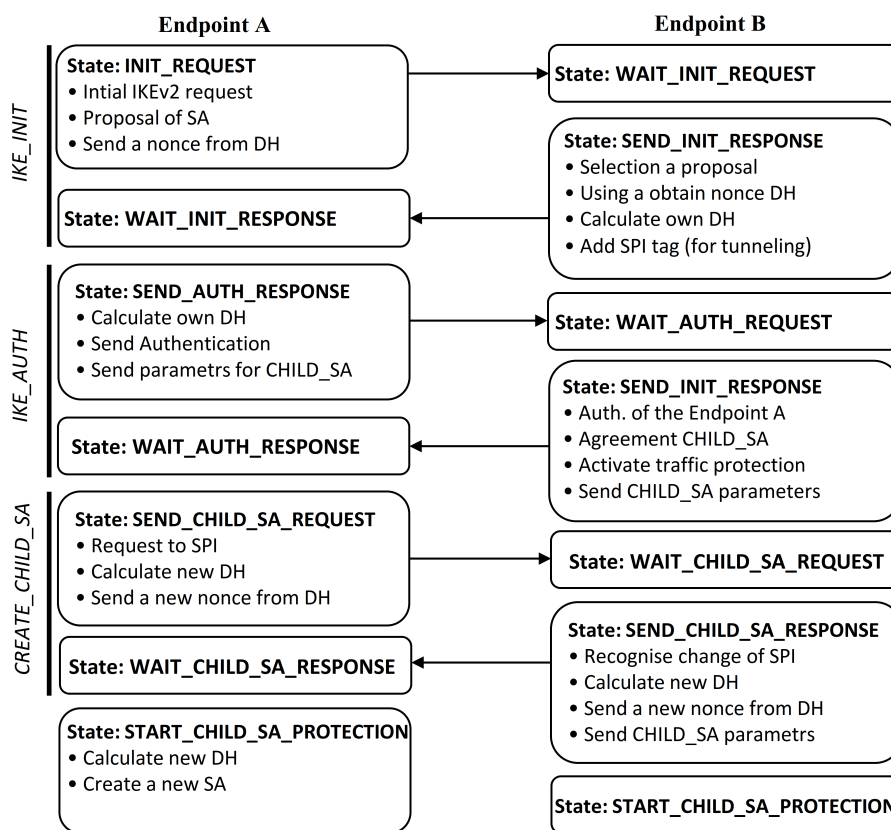 Endpoint A
Endpoint B
IKE_INIT
State: INIT_REQUEST
• Intial IKEv2 request
• Proposal of SA
• Send a nonce from DH
State: WAIT_INIT_REQUEST
State: SEND_INIT_RESPONSE
• Selection a proposal
• Using a obtain nonce DH
• Calculate own DH
• Add SPI tag (for tunneling)
State: WAIT_INIT_RESPONSE
IKE_AUTH
State: SEND_AUTH_RESPONSE
• Calculate own DH
• Send Authentication
• Send parametrs for CHILD_SA
State: WAIT_AUTH_REQUEST
State: SEND_INIT_RESPONSE
• Auth. of the Endpoint A
• Agreement CHILD_SA
• Activate traffic protection
• Send CHILD_SA parameters
State: WAIT_AUTH_RESPONSE
CREATE_CHILD_SA
State: SEND_CHILD_SA_REQUEST
• Request to SPI
• Calculate new DH
• Send a new nonce from DH
State: WAIT_CHILD_SA_REQUEST
State: SEND_CHILD_SA_RESPONSE
• Recognise change of SPI
• Calculate new DH
• Send a new nonce from DH
• Send CHILD_SA parametrs
State: WAIT_CHILD_SA_RESPONSE
State: START_CHILD_SA_PROTECTION
• Calculate new DH
• Create a new SA
State: START_CHILD_SA_PROTECTION